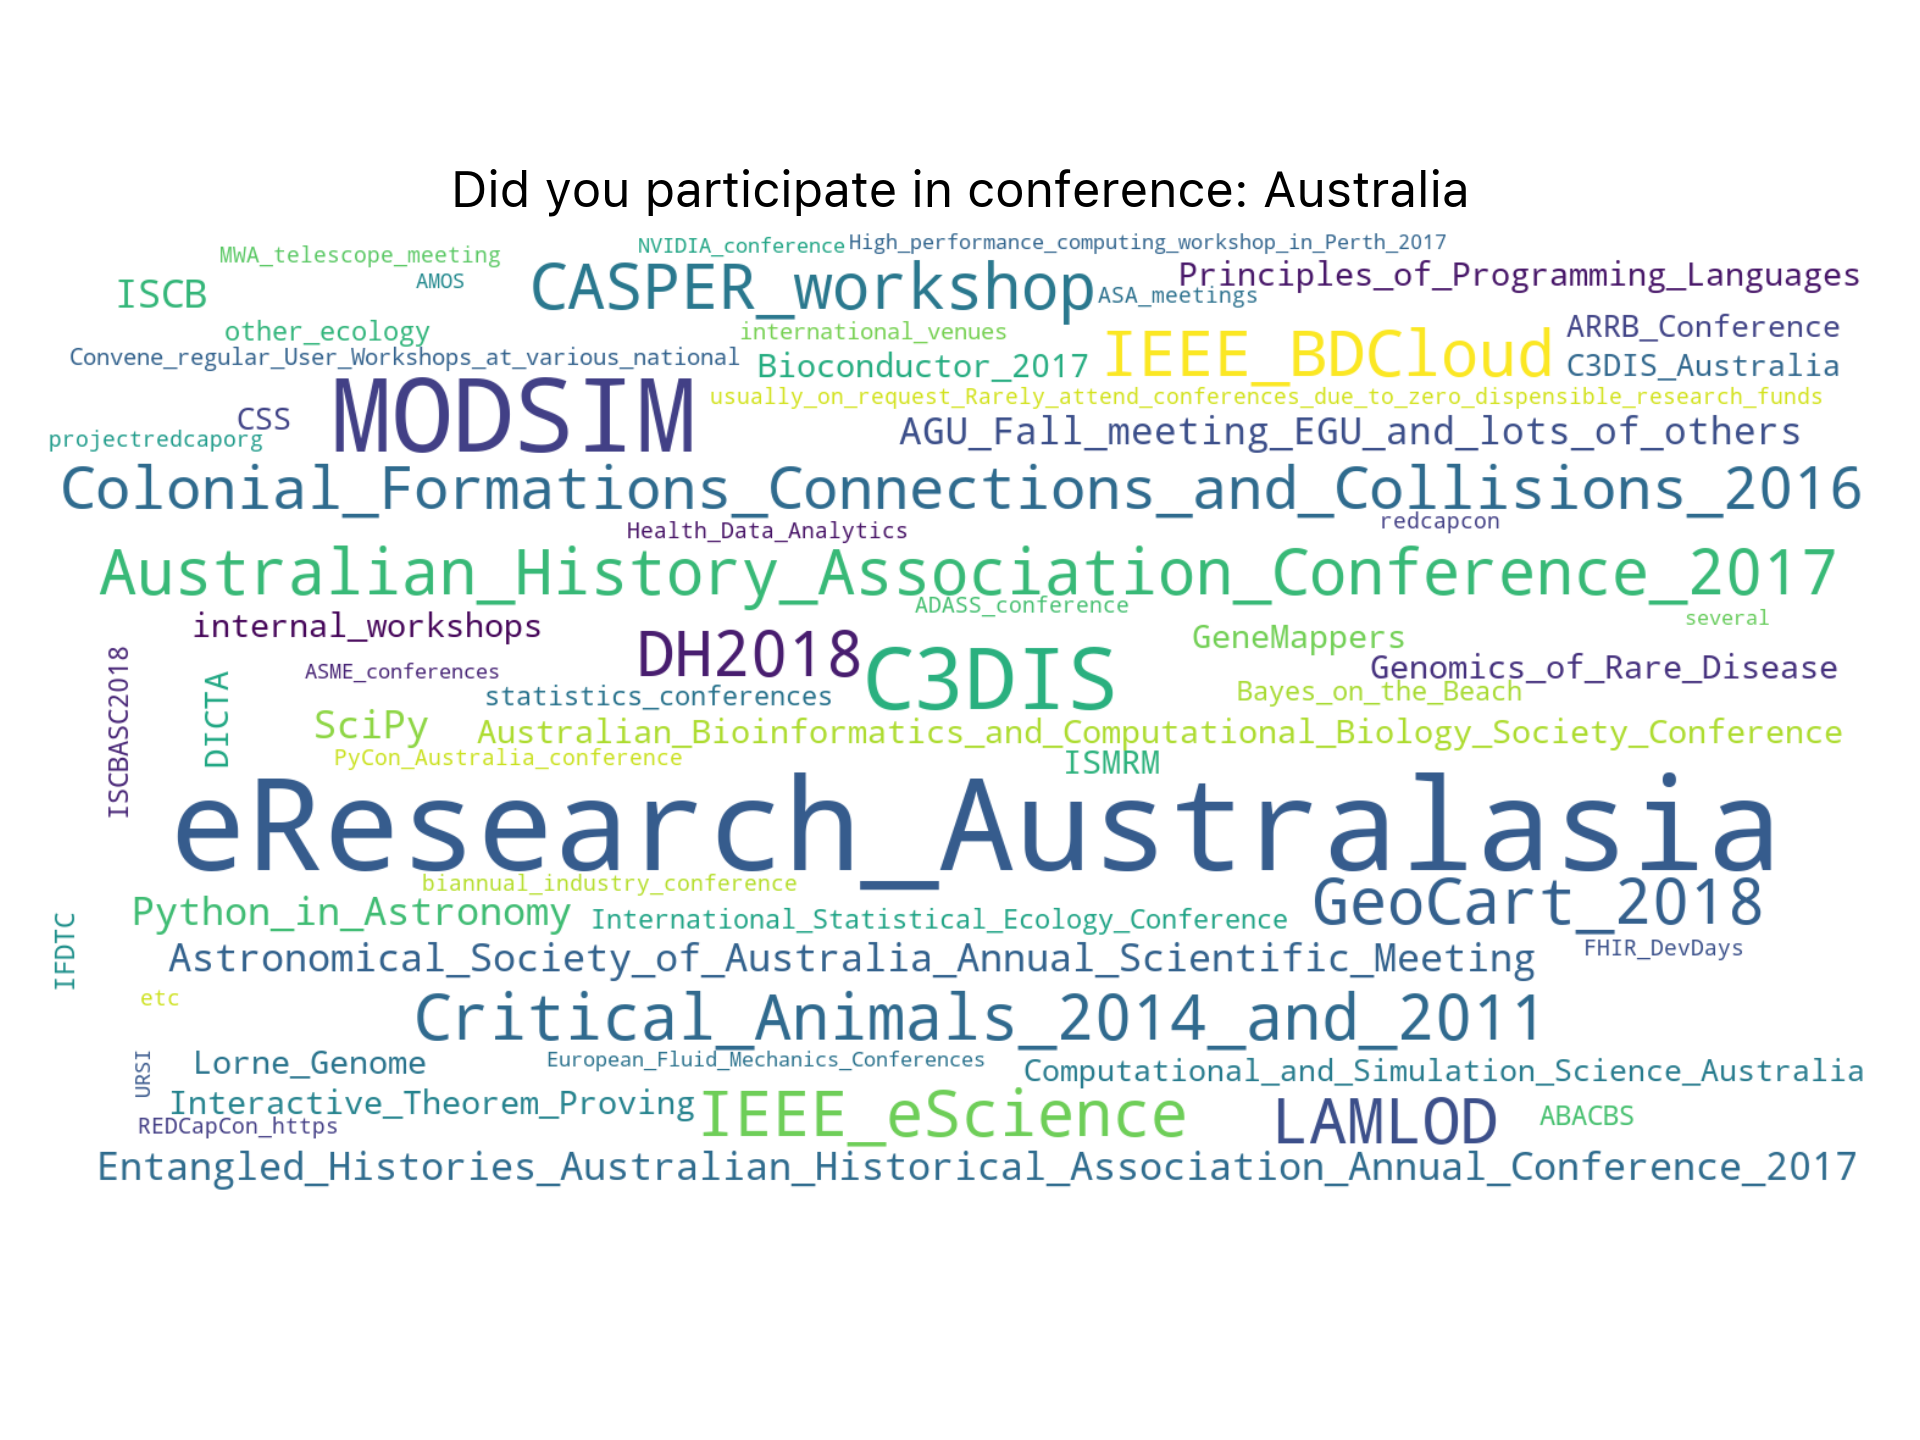 Did you participate in conference: Australia
NVIDIA_conference
High_performance_computing_workshop_in_Perth_2017
MWA_telescope_meeting
AMOS
ISCB
CASPER_workshop
Principles_of_Programming_Languages
ASA_meetings
other_ecology
international_venues
IEEE_BDCloud
ARRB_Conference
Convene_regular_User_Workshops_at_various_national
Bioconductor_2017
C3DIS_Australia
usually_on_request_Rarely_attend_conferences_due_to_zero_dispensible_research_funds
MODSIM
CSS
projectredcaporg
AGU_Fall_meeting_EGU_and_lots_of_others
Colonial_Formations_Connections_and_Collisions_2016
Health_Data_Analytics
redcapcon
Australian_History_Association_Conference_2017
ADASS_conference
several
internal_workshops
DH2018
C3DIS
GeneMappers
Genomics_of_Rare_Disease
ISCBASC2018
ASME_conferences
DICTA
statistics_conferences
Bayes_on_the_Beach
SciPy
Australian_Bioinformatics_and_Computational_Biology_Society_Conference
PyCon_Australia_conference
ISMRM
eResearch_Australasia
biannual_industry_conference
Python_in_Astronomy
International_Statistical_Ecology_Conference
GeoCart_2018
IFDTC
Astronomical_Society_of_Australia_Annual_Scientific_Meeting
FHIR_DevDays
etc
Critical_Animals_2014_and_2011
URSI
Lorne_Genome
European_Fluid_Mechanics_Conferences
Computational_and_Simulation_Science_Australia
Interactive_Theorem_Proving
REDCapCon_https
IEEE_eScience
LAMLOD
ABACBS
Entangled_Histories_Australian_Historical_Association_Annual_Conference_2017